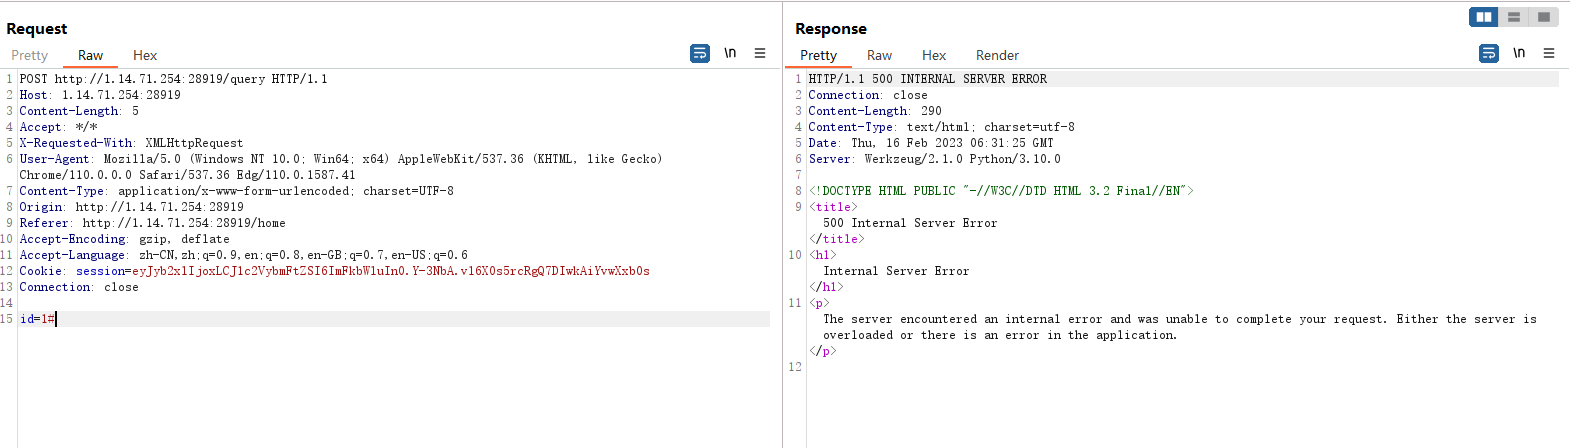 Request
Pretty Raw Hex
\n
1 POST http://1.14.71.254:28919/query HTTP/1.1
2 Host: 1.14.71.254:28919
3 Content-Length: 5
4 Accept: */*
5 X-Requested-With: XMLHttpRequest
6 User-Agent: Mozilla/5.0 (Windows NT 10.0; Win64; x64) AppleWebKit/537.36 (KHTML, like Gecko)
Chrome/110.0.0.0 Safari/537.36 Edg/110.0.1587.41
7 Content-Type: application/x-www-form-urlencoded; charset=UTF-8
8 Origin: http://1.14.71.254:28919
9 Referer: http://1.14.71.254:28919/home
10 Accept-Encoding: gzip, deflate
11 Accept-Language: zh-CN,zh;q=0.9,en;q=0.8,en-GB;q=0.7,en-US;q=0.6
12 Cookie: session=eyJyb2xlIjoxLCJ1c2VybmFtZSI6ImFkbWluIn0.Y-3NbA.v16X0s5rcRgQ7DIwkAiYvwXxb0s
13 Connection: close
14
15 id=1#
Response
Pretty Raw Hex Render
\n
1 HTTP/1.1 500 INTERNAL SERVER ERROR
2 Connection: close
3 Content-Length: 290
4 Content-Type: text/html; charset=utf-8
5 Date: Thu, 16 Feb 2023 06:31:25 GMT
6 Server: Werkzeug/2.1.0 Python/3.10.0
7
8 <!DOCTYPE HTML PUBLIC "-//W3C//DTD HTML 3.2 Final//EN">
9 <title>
500 Internal Server Error
</title>
10 <h1>
Internal Server Error
</h1>
11 <p>
The server encountered an internal error and was unable to complete your request. Either the server is
overloaded or there is an error in the application.
</p>
12